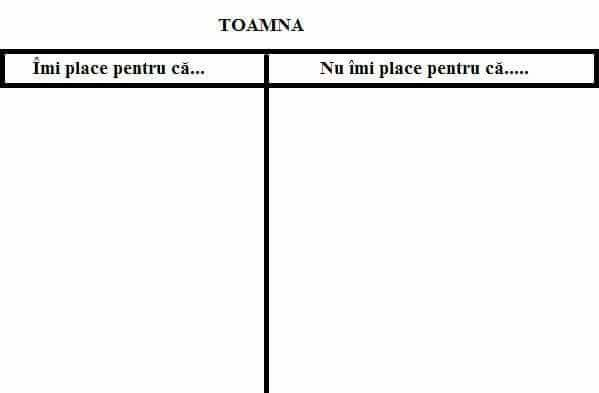 TOAMNA
Îmi place pentru că...
Nu îmi place pentru că.....